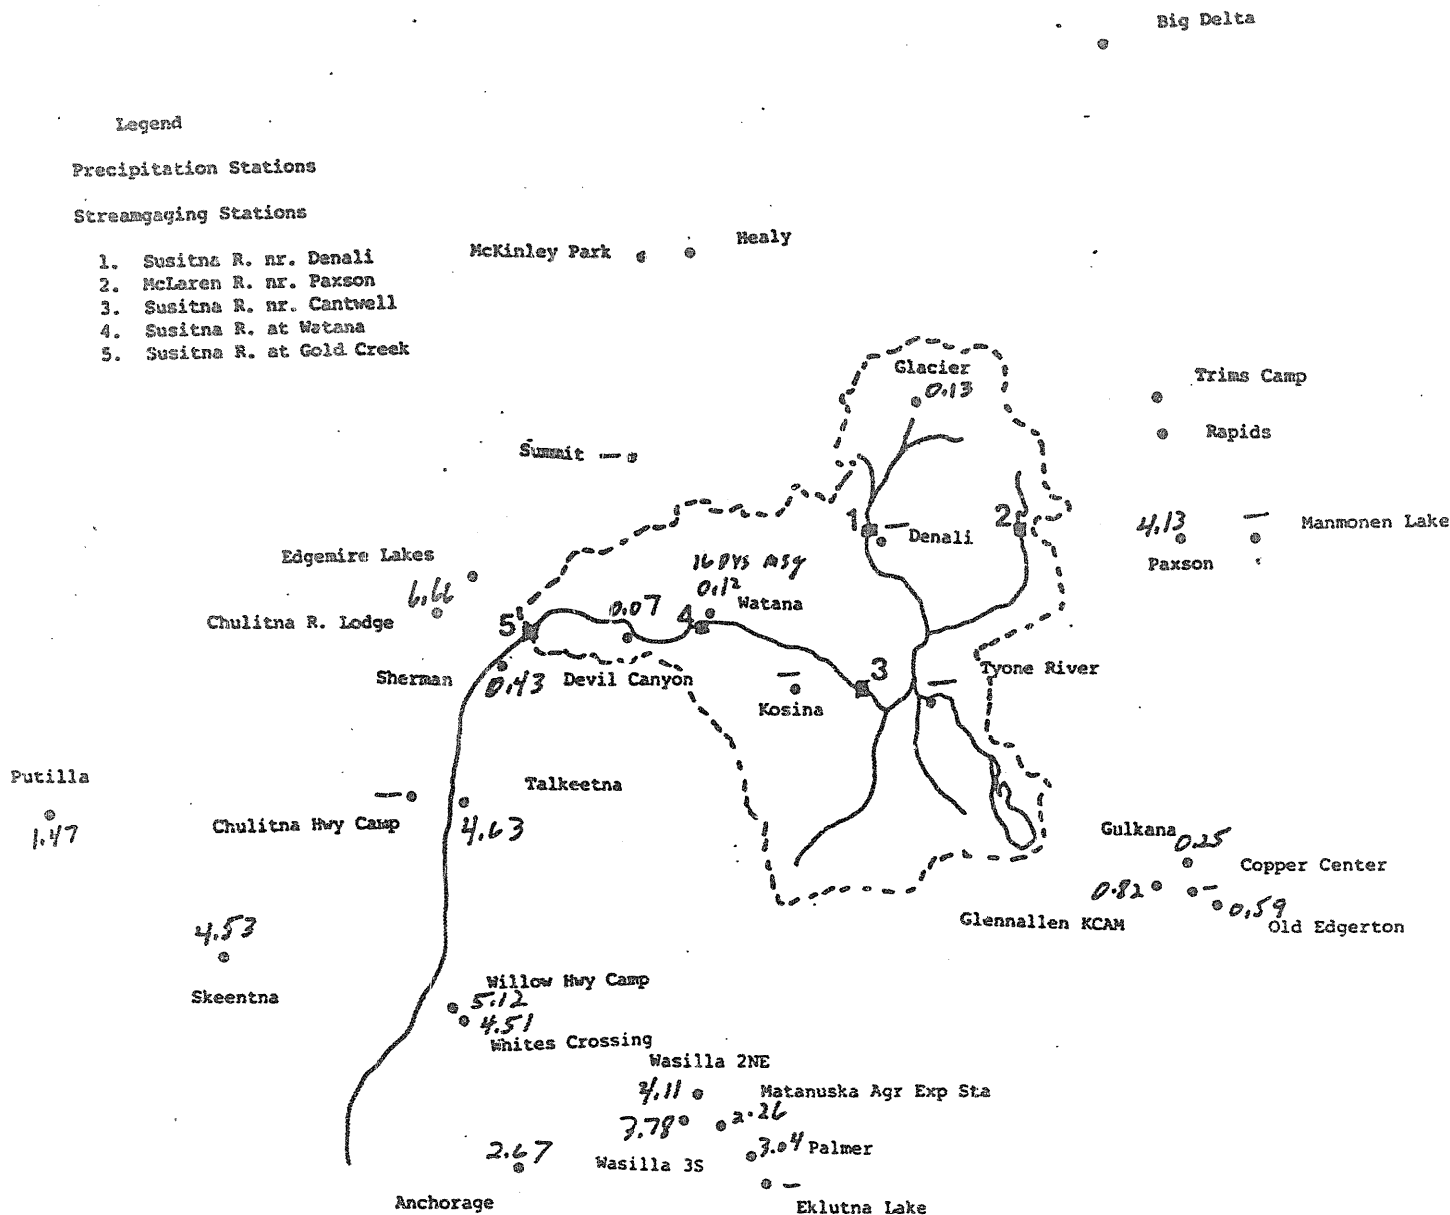 Big Delta
Legend
Precipitation Stations
Streamgaging Stations
1. Susitna R. nr. Denali
2. McLaren R. nr. Paxson
3. Susitna R. nr. Cantwell
4. Susitna R. at Watana
5. Susitna R. at Gold Creek
McKinley Park
Healy
Glacier
0.13
Trims Camp
Rapids
Summit —
1 —
Denali
2
4.13
Paxson
—
Manmonen Lake
Edgemire Lakes
6.66
Chulitna R. Lodge
16 DYS MSG
0.12
Watana
0.07
4
5
Sherman
0.43
Devil Canyon
—
Kosina
3
Tyone River
—
Putilla
1.47
Talkeetna
4.63
—
Chulitna Hwy Camp
Gulkana
0.25
Copper Center
—
0.82
Glennallen KCAM
0.59
Old Edgerton
4.53
Skeentna
Willow Hwy Camp
5.12
4.51
Whites Crossing
Wasilla 2NE
4.11
Matanuska Agr Exp Sta
3.78
2.26
Wasilla 3S
3.04 Palmer
2.67
Anchorage
—
Eklutna Lake